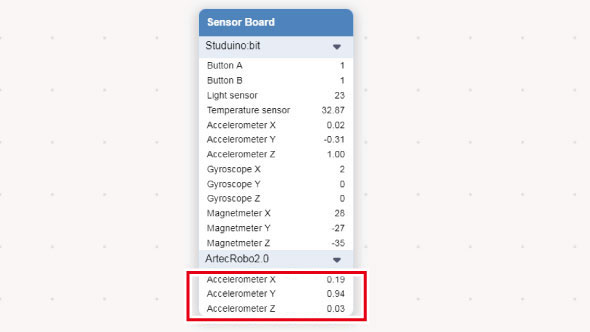 Sensor Board
Studuino:bit
Button A 1
Button B 1
Light sensor 23
Temperature sensor 32.87
Accelerometer X 0.02
Accelerometer Y -0.31
Accelerometer Z 1.00
Gyroscope X 2
Gyroscope Y 0
Gyroscope Z 0
Magnetmeter X 28
Magnetmeter Y -27
Magnetmeter Z -35
ArtecRobo2.0
Accelerometer X 0.19
Accelerometer Y 0.94
Accelerometer Z 0.03